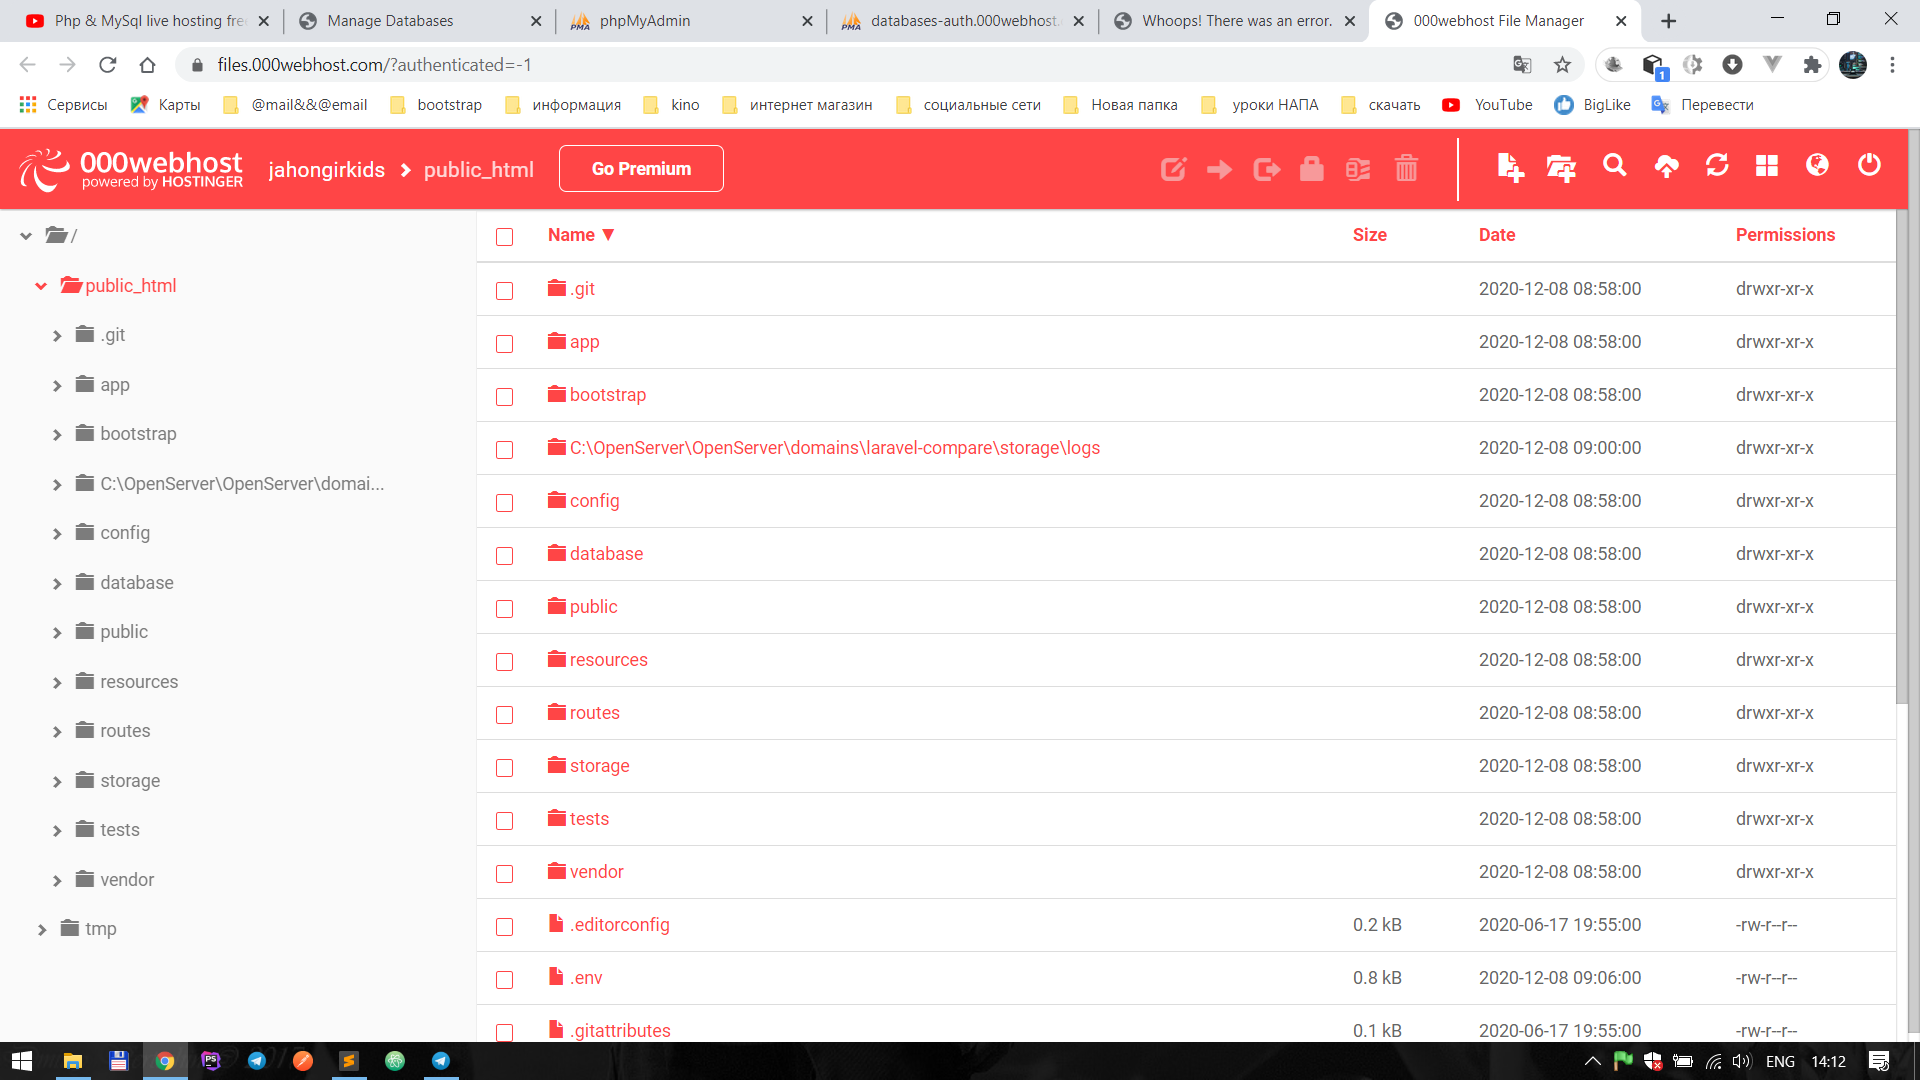 Php & MySql live hosting fre
Manage Databases
phpMyAdmin
databases-auth.000webhost.
Whoops! There was an error.
000webhost File Manager
files.000webhost.com/?authenticated=-1
1
Сервисы
Карты
@mail&&@email
bootstrap
информация
kino
интернет магазин
социальные сети
Новая папка
уроки НАПА
скачать
YouTube
BigLike
Перевести
000webhost
powered by HOSTINGER
jahongirkids
public_html
Go Premium
/
public_html
.git
app
bootstrap
C:\OpenServer\OpenServer\domai...
config
database
public
resources
routes
storage
tests
vendor
tmp
Name ▼ Size Date Permissions
.git 2020-12-08 08:58:00 drwxr-xr-x
app 2020-12-08 08:58:00 drwxr-xr-x
bootstrap 2020-12-08 08:58:00 drwxr-xr-x
C:\OpenServer\OpenServer\domains\laravel-compare\storage\logs 2020-12-08 09:00:00 drwxr-xr-x
config 2020-12-08 08:58:00 drwxr-xr-x
database 2020-12-08 08:58:00 drwxr-xr-x
public 2020-12-08 08:58:00 drwxr-xr-x
resources 2020-12-08 08:58:00 drwxr-xr-x
routes 2020-12-08 08:58:00 drwxr-xr-x
storage 2020-12-08 08:58:00 drwxr-xr-x
tests 2020-12-08 08:58:00 drwxr-xr-x
vendor 2020-12-08 08:58:00 drwxr-xr-x
.editorconfig 0.2 kB 2020-06-17 19:55:00 -rw-r--r--
.env 0.8 kB 2020-12-08 09:06:00 -rw-r--r--
.gitattributes 0.1 kB 2020-06-17 19:55:00 -rw-r--r--
ENG
14:12